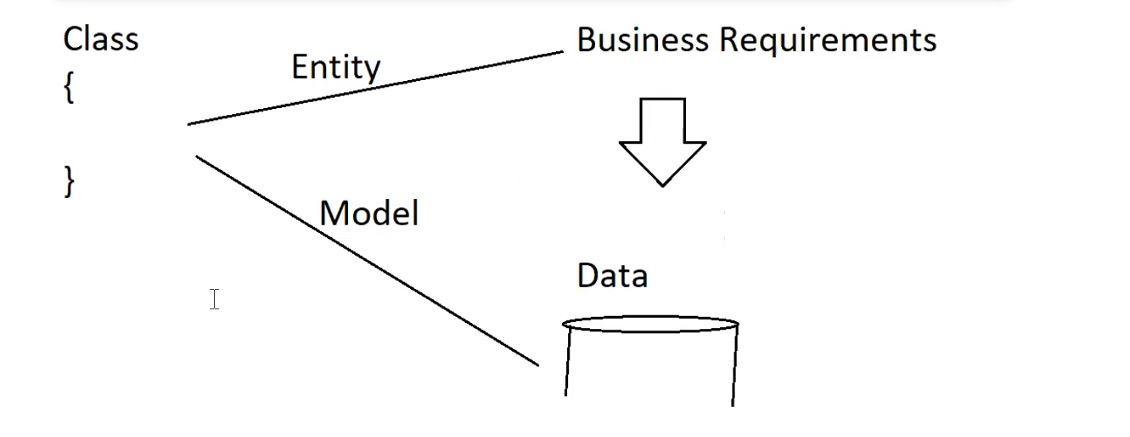 Class
{
}
Entity
Business Requirements
Model
Data